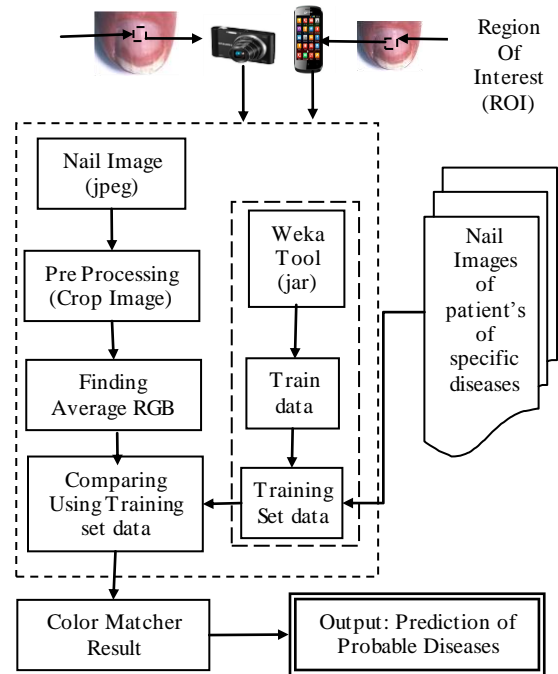 Region
Of
Interest
(ROI)
Nail Image
(jpeg)
Pre Processing
(Crop Image)
Finding
Average RGB
Comparing
Using Training
set data
Weka
Tool
(jar)
Train
data
Training
Set data
Nail
Images
of
patient's
of
specific
diseases
Color Matcher
Result
Output: Prediction of
Probable Diseases